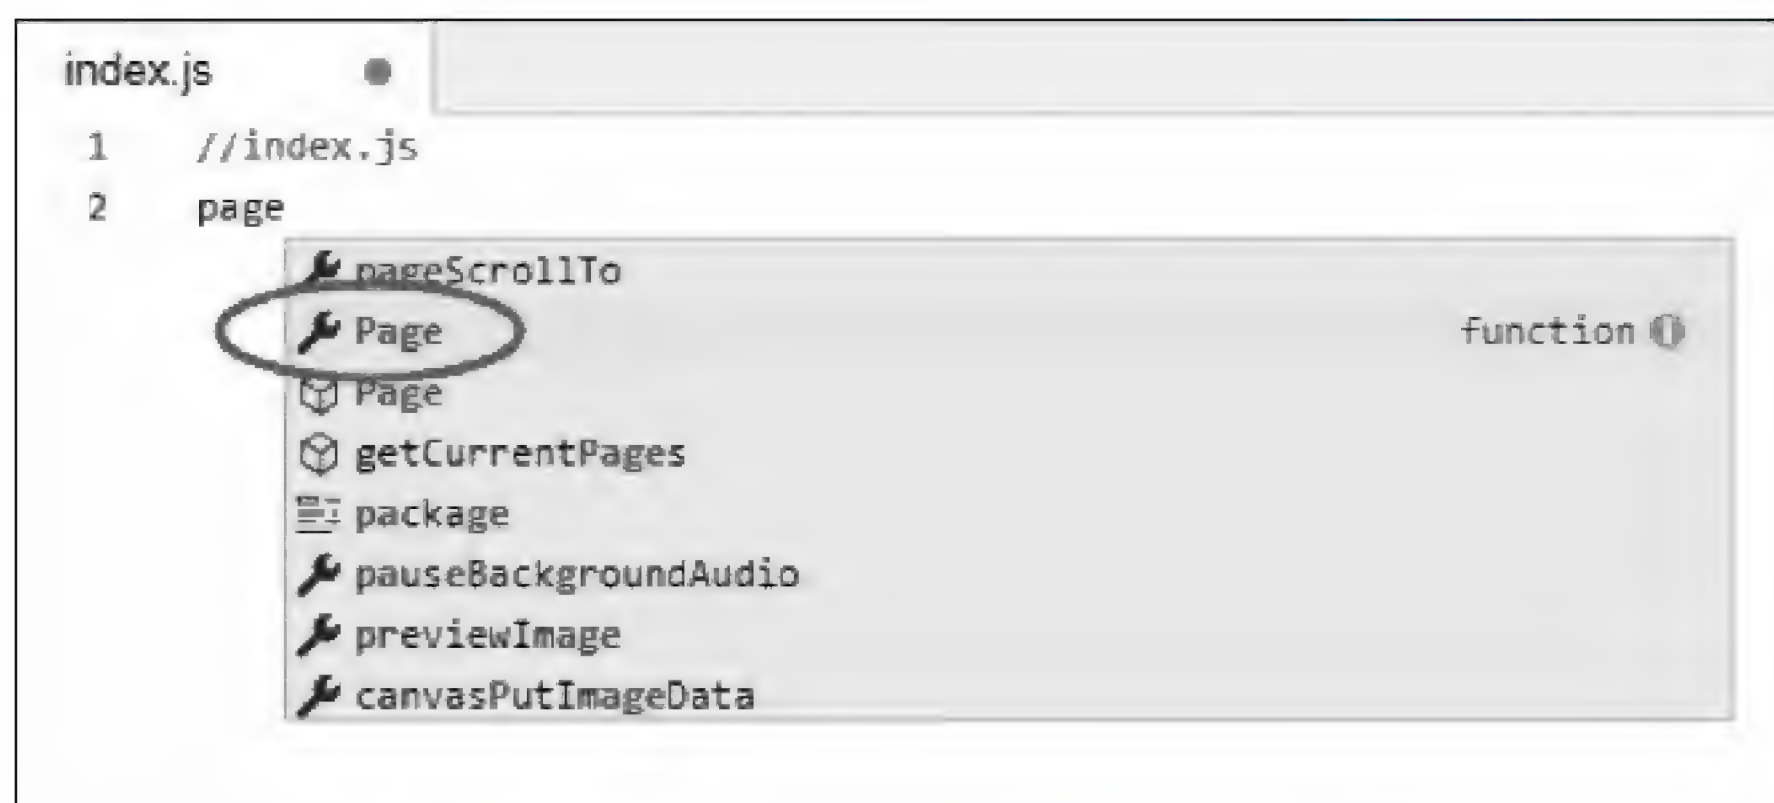 index.js
1 //index.js
2 page
pageScrollTo
Page function
Page
getCurrentPages
package
pauseBackgroundAudio
previewImage
canvasPutImageData